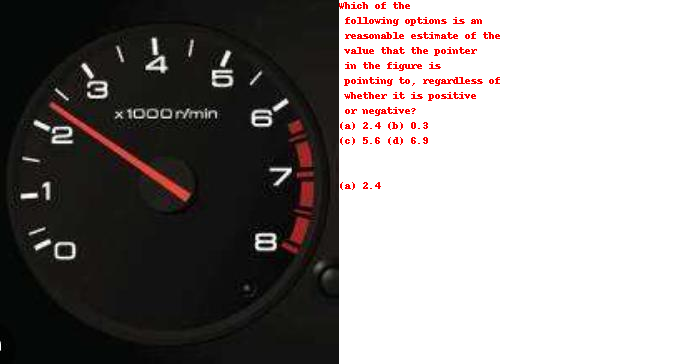 0
1
2
3
4
5
6
7
8
x1000 r/min
Which of the
following options is an
reasonable estimate of the
value that the pointer
in the figure is
pointing to, regardless of
whether it is positive
or negative?
(a) 2.4 (b) 0.3
(c) 5.6 (d) 6.9
(a) 2.4